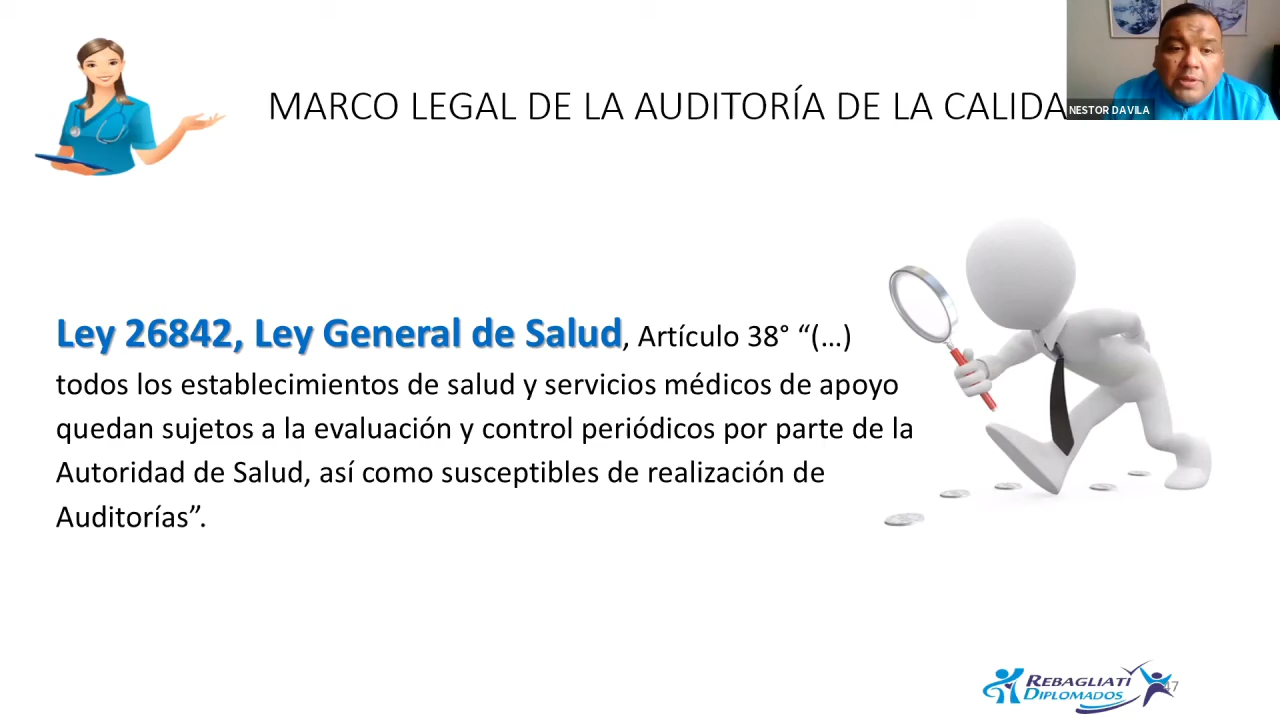 MARCO LEGAL DE LA AUDITORÍA DE LA CALIDA
NESTOR DAVILA
Ley 26842, Ley General de Salud, Artículo 38° “(…)
todos los establecimientos de salud y servicios médicos de apoyo
quedan sujetos a la evaluación y control periódicos por parte de la
Autoridad de Salud, así como susceptibles de realización de
Auditorías”.
REBAGLIATI
DIPLOMADOS
47